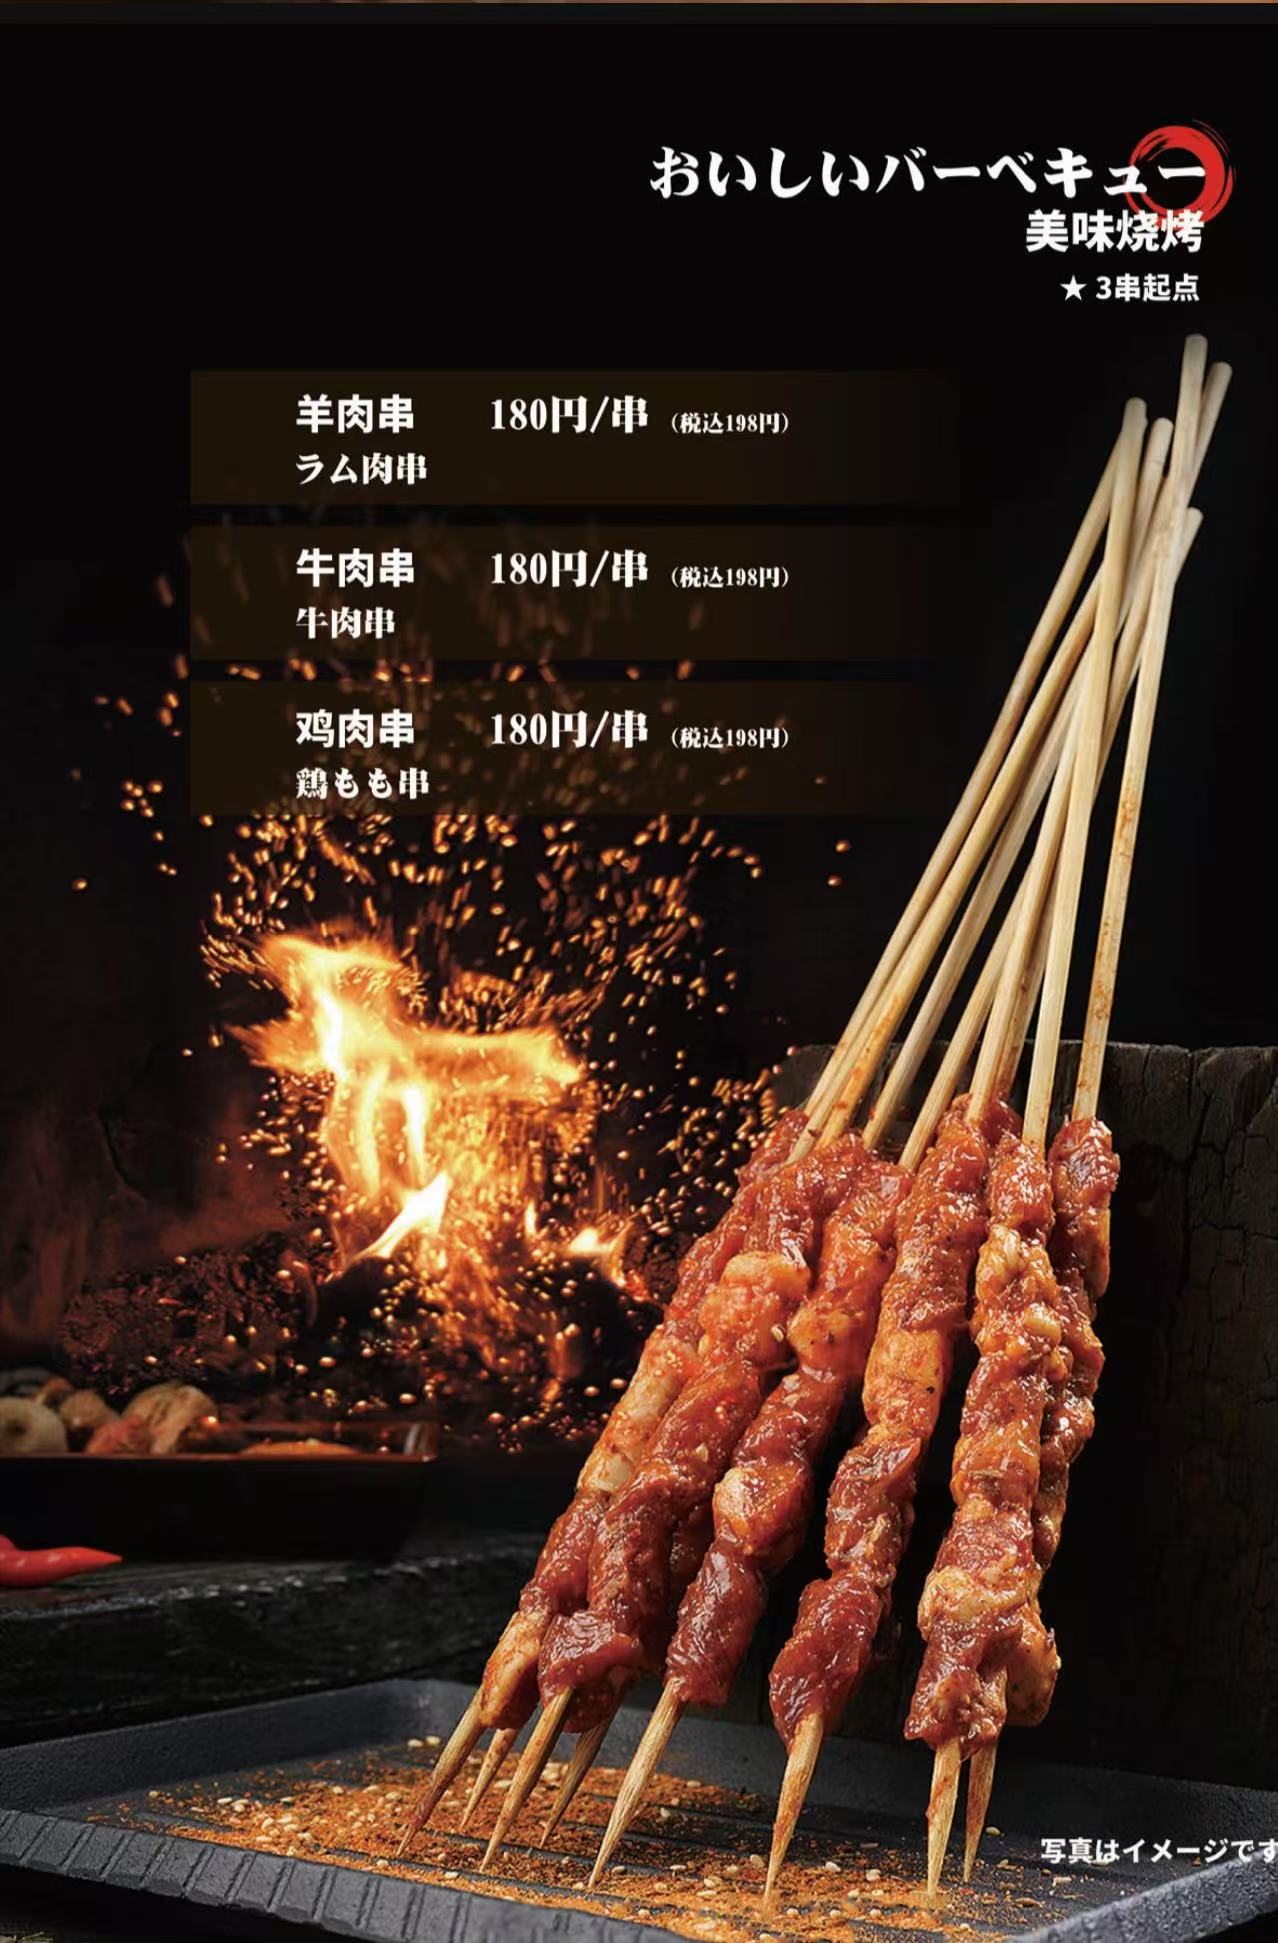 おいしいバーベキュー
美味烧烤
★ 3串起点
羊肉串 180円/串 (税込198円)
ラム肉串
牛肉串 180円/串 (税込198円)
牛肉串
鸡肉串 180円/串 (税込198円)
鶏もも串
写真はイメージです